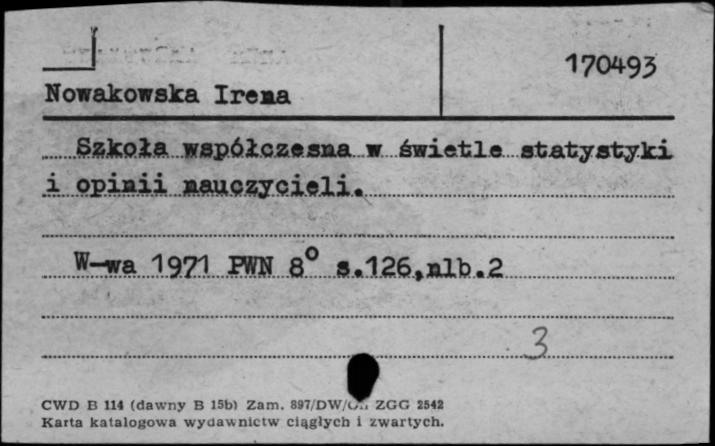 170493
Nowakowska Irena
Szkoła współczesna w świetle statystyki
i opinii nauczycieli.
W-wa 1971 PWN 8° s.126,nlb.2
3
CWD B 114 (dawny B 15b) Zam. 897/DW/ ZGG 2542
Karta katalogowa wydawnictw ciągłych i zwartych.